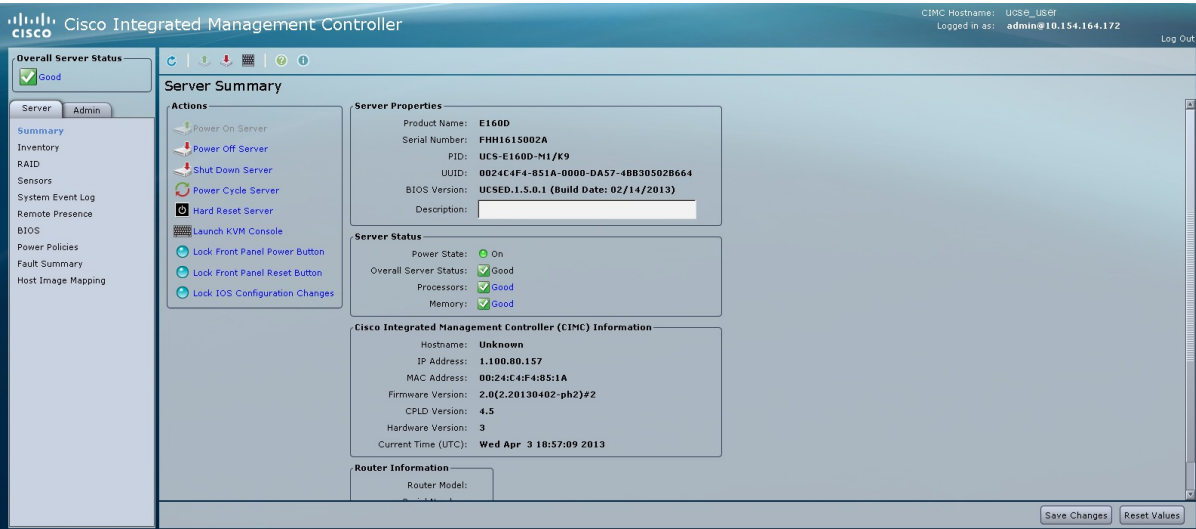 CISCO
Cisco Integrated Management Controller
CIMC Hostname: ucse_user
Logged in as: admin@10.154.164.172
Log Out
Overall Server Status
Good
Server Admin
Summary
Inventory
RAID
Sensors
System Event Log
Remote Presence
BIOS
Power Policies
Fault Summary
Host Image Mapping
Server Summary
Actions
Power On Server
Power Off Server
Shut Down Server
Power Cycle Server
Hard Reset Server
Launch KVM Console
Lock Front Panel Power Button
Lock Front Panel Reset Button
Lock IOS Configuration Changes
Server Properties
Product Name: E160D
Serial Number: FHH1615002A
PID: UCS-E160D-M1/K9
UUID: 0024C4F4-851A-0000-DA57-4BB30502B664
BIOS Version: UCSED.1.5.0.1 (Build Date: 02/14/2013)
Description:
Server Status
Power State: On
Overall Server Status: Good
Processors: Good
Memory: Good
Cisco Integrated Management Controller (CIMC) Information
Hostname: Unknown
IP Address: 1.100.80.157
MAC Address: 00:24:C4:F4:85:1A
Firmware Version: 2.0(2.20130402-ph2)#2
CPLD Version: 4.5
Hardware Version: 3
Current Time (UTC): Wed Apr 3 18:57:09 2013
Router Information
Router Model:
Save Changes Reset Values